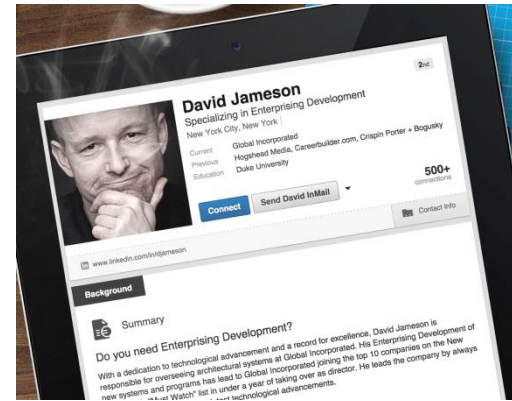 David Jameson
2nd
Specializing in Enterprising Development
New York City, New York
Current Global Incorporated
Previous Hogshead Media, Careerbuilder.com, Crispin Porter + Bogusky
Education Duke University
Connect Send David InMail
500+
connections
www.linkedin.com/in/djameson
Contact Info
Background
Summary
Do you need Enterprising Development?
With a dedication to technological advancement and a record for excellence, David Jameson is
responsible for overseeing architectural systems at Global Incorporated. His Enterprising Development of
new systems and programs has lead to Global Incorporated joining the top 10 companies on the New
"Must Watch" list in under a year of taking over as director. He leads the company by always
latest technological advancements.